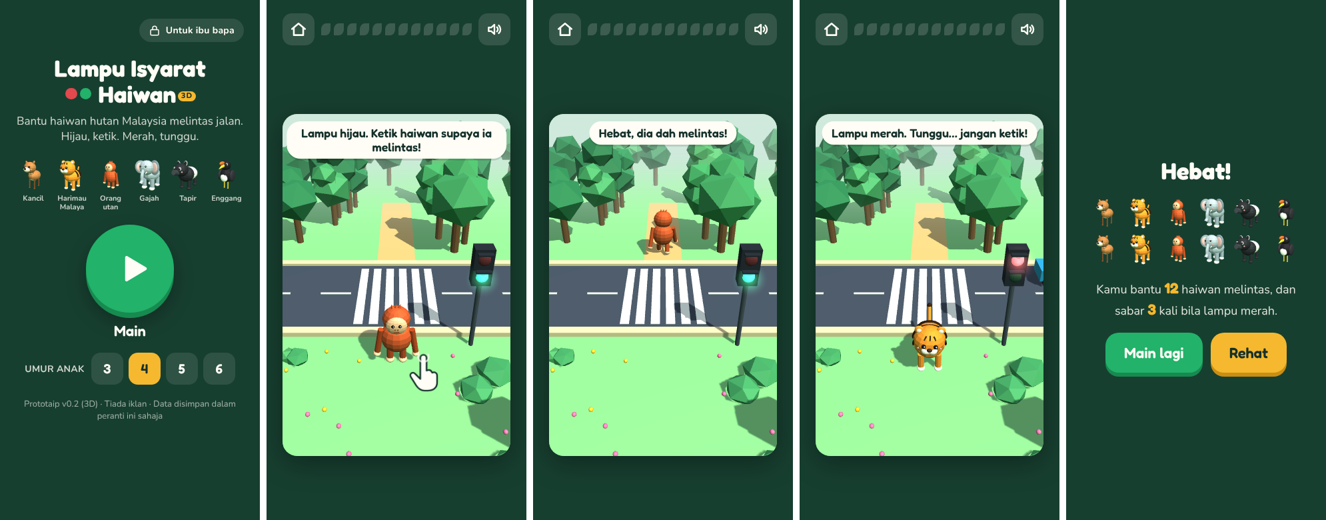 Untuk ibu bapa
Lampu Isyarat
Haiwan 3D
Bantu haiwan hutan Malaysia melintas jalan.
Hijau, ketik. Merah, tunggu.
Kancil
Harimau
Malaya
Orang
utan
Gajah
Tapir
Enggang
Main
UMUR ANAK 3 4 5 6
Prototaip v0.2 (3D) · Tiada iklan · Data disimpan dalam
peranti ini sahaja
Lampu hijau. Ketik haiwan supaya ia
melintas!
Hebat, dia dah melintas!
Lampu merah. Tunggu... jangan ketik!
Hebat!
Kamu bantu 12 haiwan melintas, dan
sabar 3 kali bila lampu merah.
Main lagi
Rehat